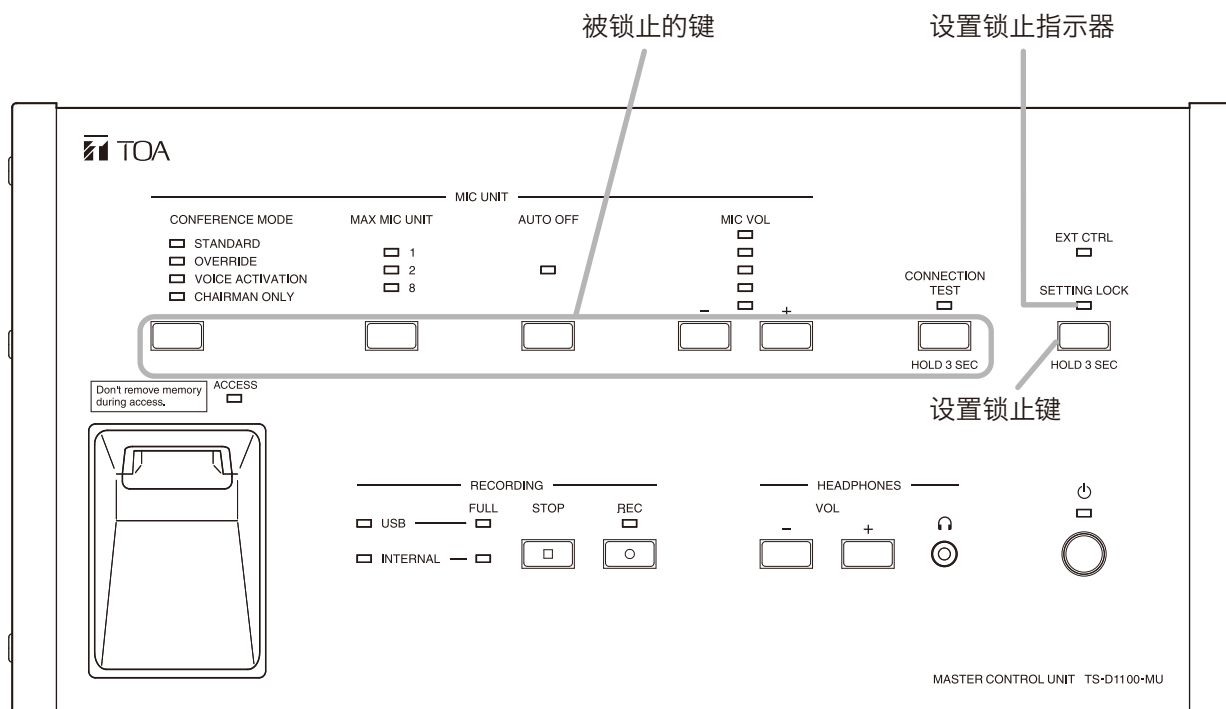 被锁止的键
设置锁止指示器
TOA
MIC UNIT
CONFERENCE MODE
STANDARD
OVERRIDE
VOICE ACTIVATION
CHAIRMAN ONLY
MAX MIC UNIT
1
2
8
AUTO OFF
MIC VOL
− +
CONNECTION
TEST
HOLD 3 SEC
EXT CTRL
SETTING LOCK
HOLD 3 SEC
设置锁止键
Don't remove memory
during access.
ACCESS
RECORDING
FULL
USB
INTERNAL
STOP
REC
HEADPHONES
VOL
− +
MASTER CONTROL UNIT TS-D1100-MU